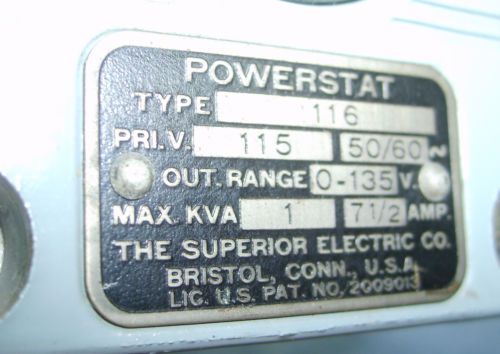 POWERSTAT
TYPE 116
PRI. V. 115 50/60 ~
OUT. RANGE 0-135 V.
MAX. KVA 1 7 1/2 AMP.
THE SUPERIOR ELECTRIC CO.
BRISTOL, CONN., U.S.A.
LIC. U.S. PAT. NO. 2009013